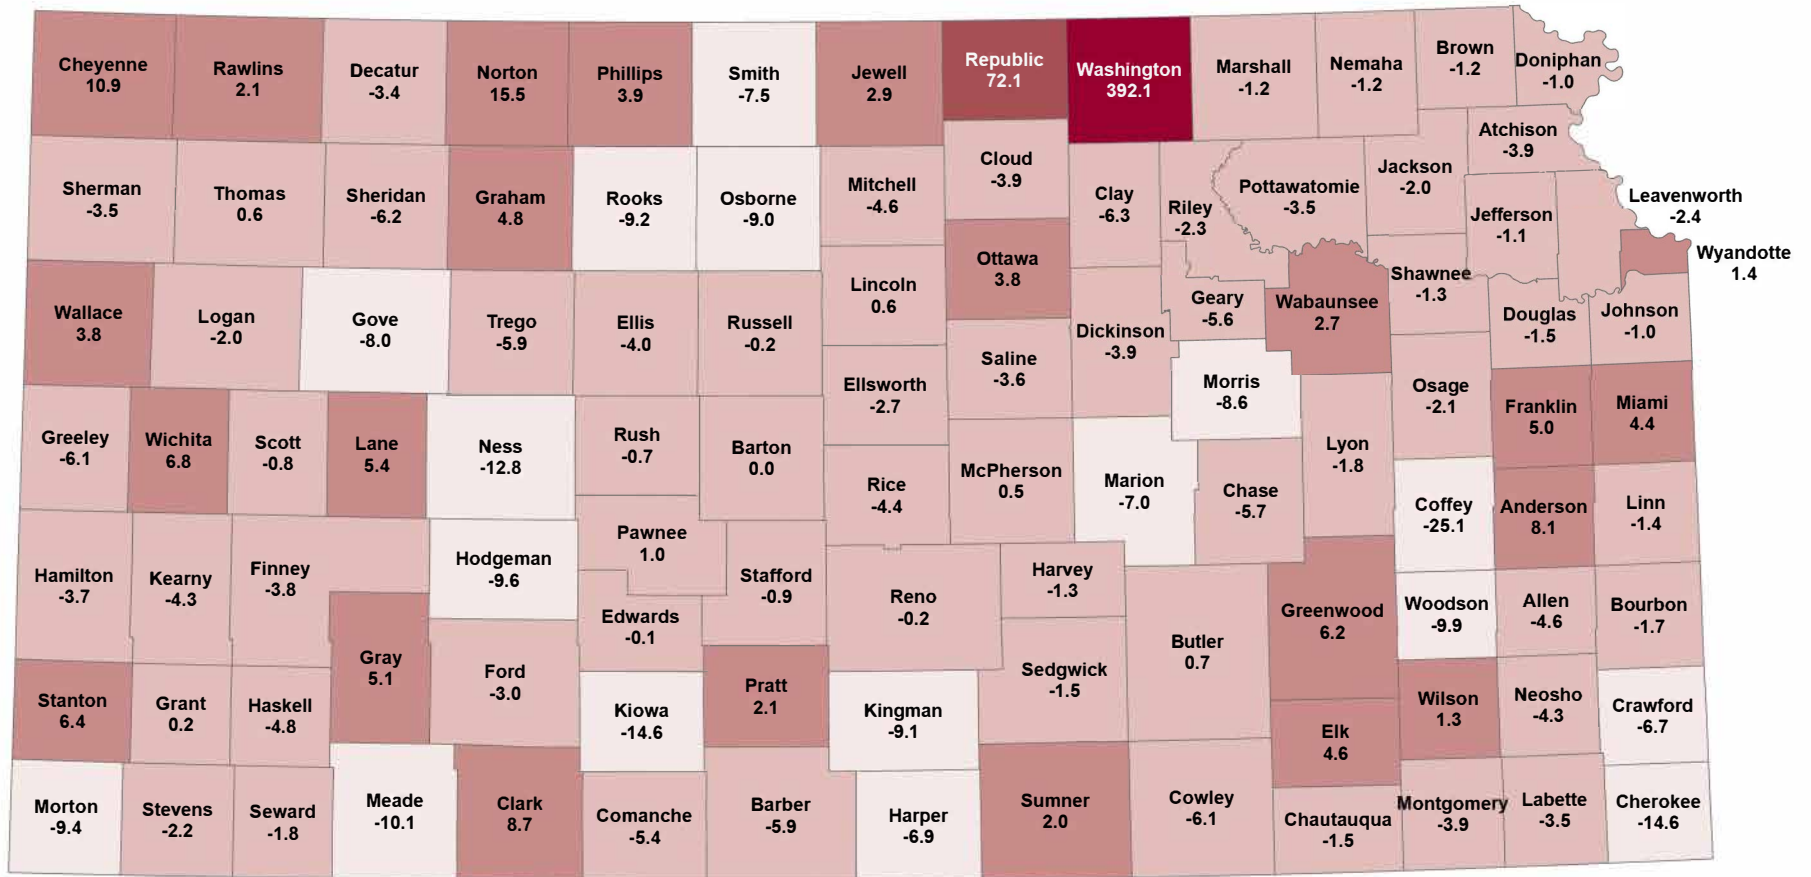 Cheyenne
10.9
Rawlins
2.1
Decatur
-3.4
Norton
15.5
Phillips
3.9
Smith
-7.5
Jewell
2.9
Republic
72.1
Washington
392.1
Marshall
-1.2
Nemaha
-1.2
Brown
-1.2
Doniphan
-1.0
Atchison
-3.9
Sherman
-3.5
Thomas
0.6
Sheridan
-6.2
Graham
4.8
Rooks
-9.2
Osborne
-9.0
Mitchell
-4.6
Cloud
-3.9
Clay
-6.3
Riley
-2.3
Pottawatomie
-3.5
Jackson
-2.0
Jefferson
-1.1
Leavenworth
-2.4
Wyandotte
1.4
Wallace
3.8
Logan
-2.0
Gove
-8.0
Trego
-5.9
Ellis
-4.0
Russell
-0.2
Lincoln
0.6
Ottawa
3.8
Dickinson
-3.9
Geary
-5.6
Wabaunsee
2.7
Shawnee
-1.3
Douglas
-1.5
Johnson
-1.0
Ellsworth
-2.7
Saline
-3.6
Morris
-8.6
Osage
-2.1
Franklin
5.0
Miami
4.4
Greeley
-6.1
Wichita
6.8
Scott
-0.8
Lane
5.4
Ness
-12.8
Rush
-0.7
Barton
0.0
Rice
-4.4
McPherson
0.5
Marion
-7.0
Chase
-5.7
Lyon
-1.8
Coffey
-25.1
Anderson
8.1
Linn
-1.4
Hamilton
-3.7
Kearny
-4.3
Finney
-3.8
Hodgeman
-9.6
Pawnee
1.0
Stafford
-0.9
Edwards
-0.1
Reno
-0.2
Harvey
-1.3
Butler
0.7
Greenwood
6.2
Woodson
-9.9
Allen
-4.6
Bourbon
-1.7
Stanton
6.4
Grant
0.2
Haskell
-4.8
Gray
5.1
Ford
-3.0
Kiowa
-14.6
Pratt
2.1
Kingman
-9.1
Sedgwick
-1.5
Elk
4.6
Wilson
1.3
Neosho
-4.3
Crawford
-6.7
Morton
-9.4
Stevens
-2.2
Seward
-1.8
Meade
-10.1
Clark
8.7
Comanche
-5.4
Barber
-5.9
Harper
-6.9
Sumner
2.0
Cowley
-6.1
Chautauqua
-1.5
Montgomery
-3.9
Labette
-3.5
Cherokee
-14.6